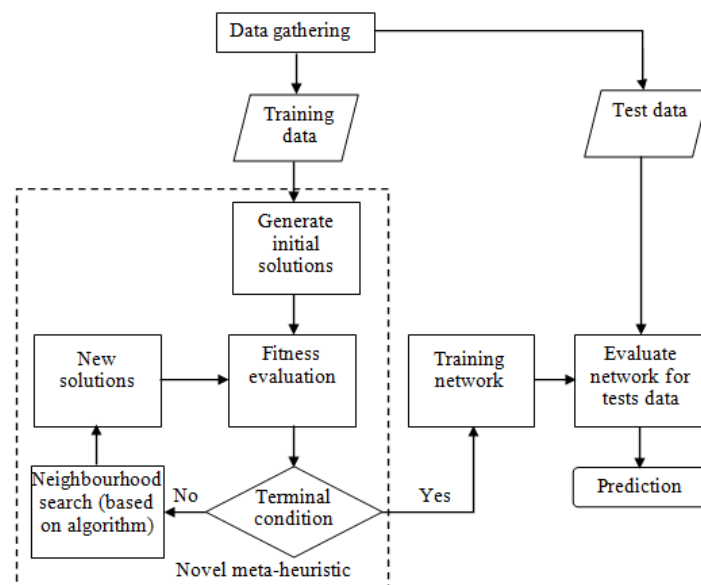 Data gathering
Training
data
Test data
Generate
initial
solutions
New
solutions
Fitness
evaluation
Training
network
Evaluate
network for
tests data
Neighbourhood
search (based
on algorithm)
No
Terminal
condition
Yes
Prediction
Novel meta-heuristic